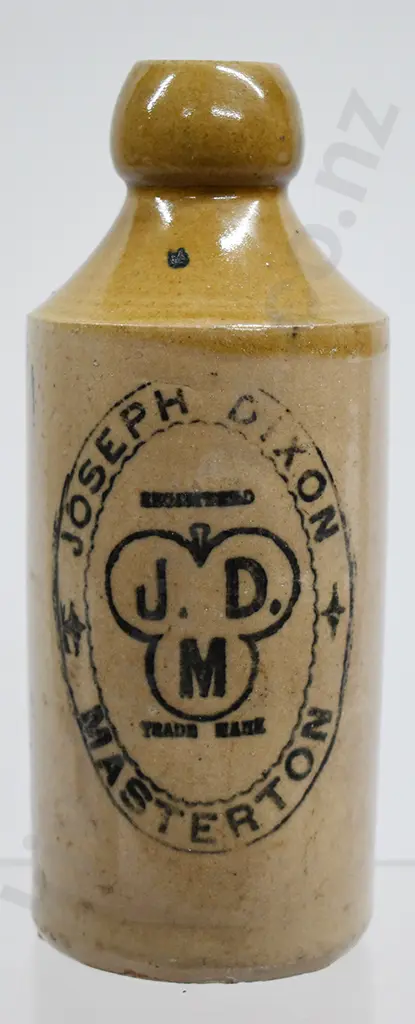 JOSEPH DIXON
REGISTERED
J. D.
M
TRADE MARK
MASTERTON